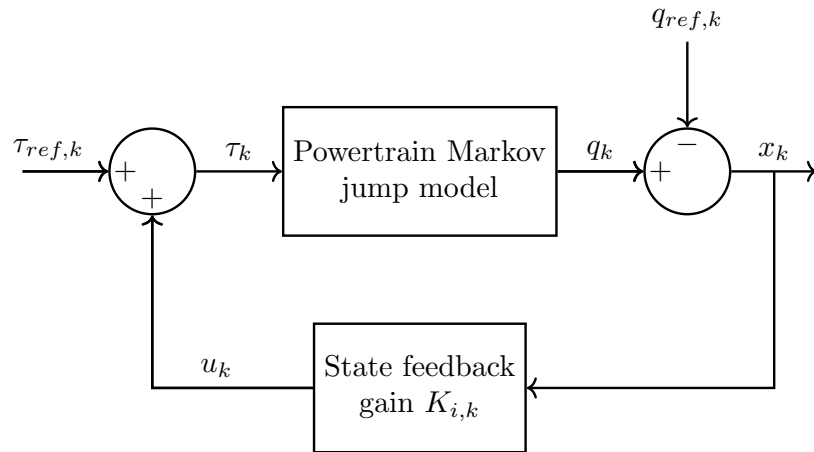 q_{ref,k}
τ_{ref,k}
+
+
τ_k
Powertrain Markov
jump model
q_k
+
−
x_k
u_k
State feedback
gain K_{i,k}